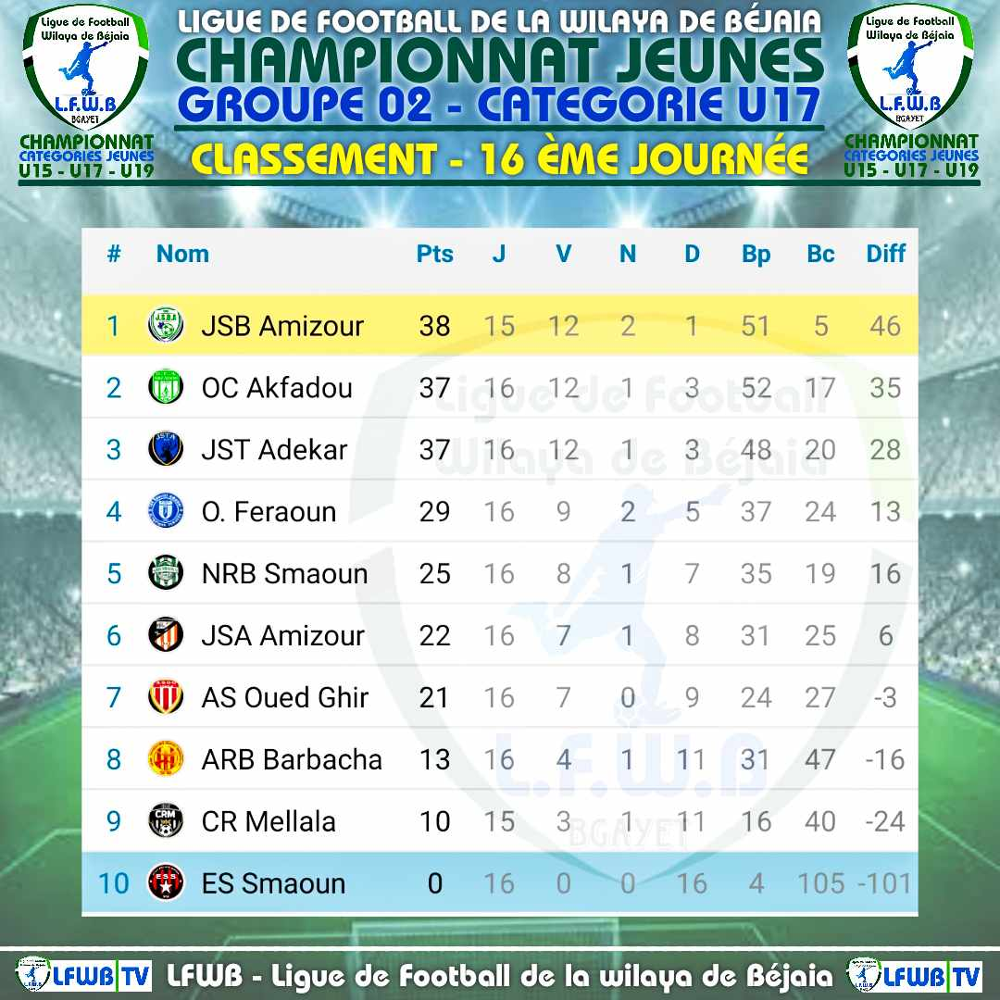 LIGUE DE FOOTBALL DE LA WILAYA DE BÉJAIA
CHAMPIONNAT JEUNES
GROUPE 02 - CATEGORIE U17
CLASSEMENT - 16 ÈME JOURNÉE
Ligue de Football
Wilaya de Béjaia
L.F.W.B
BGAYET
CHAMPIONNAT
CATEGORIES JEUNES
U15 - U17 - U19
Ligue de Football
Wilaya de Béjaia
L.F.W.B
BGAYET
CHAMPIONNAT
CATEGORIES JEUNES
U15 - U17 - U19
# Nom Pts J V N D Bp Bc Diff
1 JSB Amizour 38 15 12 2 1 51 5 46
2 OC Akfadou 37 16 12 1 3 52 17 35
3 JST Adekar 37 16 12 1 3 48 20 28
4 O. Feraoun 29 16 9 2 5 37 24 13
5 NRB Smaoun 25 16 8 1 7 35 19 16
6 JSA Amizour 22 16 7 1 8 31 25 6
7 AS Oued Ghir 21 16 7 0 9 24 27 -3
8 ARB Barbacha 13 16 4 1 11 31 47 -16
9 CRM CR Mellala 10 15 3 1 11 16 40 -24
10 ESS ES Smaoun 0 16 0 0 16 4 105 -101
Ligue de Football
Wilaya de Béjaia
L.F.W.B
BGAYET
LFWB TV
LFWB - Ligue de Football de la wilaya de Béjaia
LFWB TV